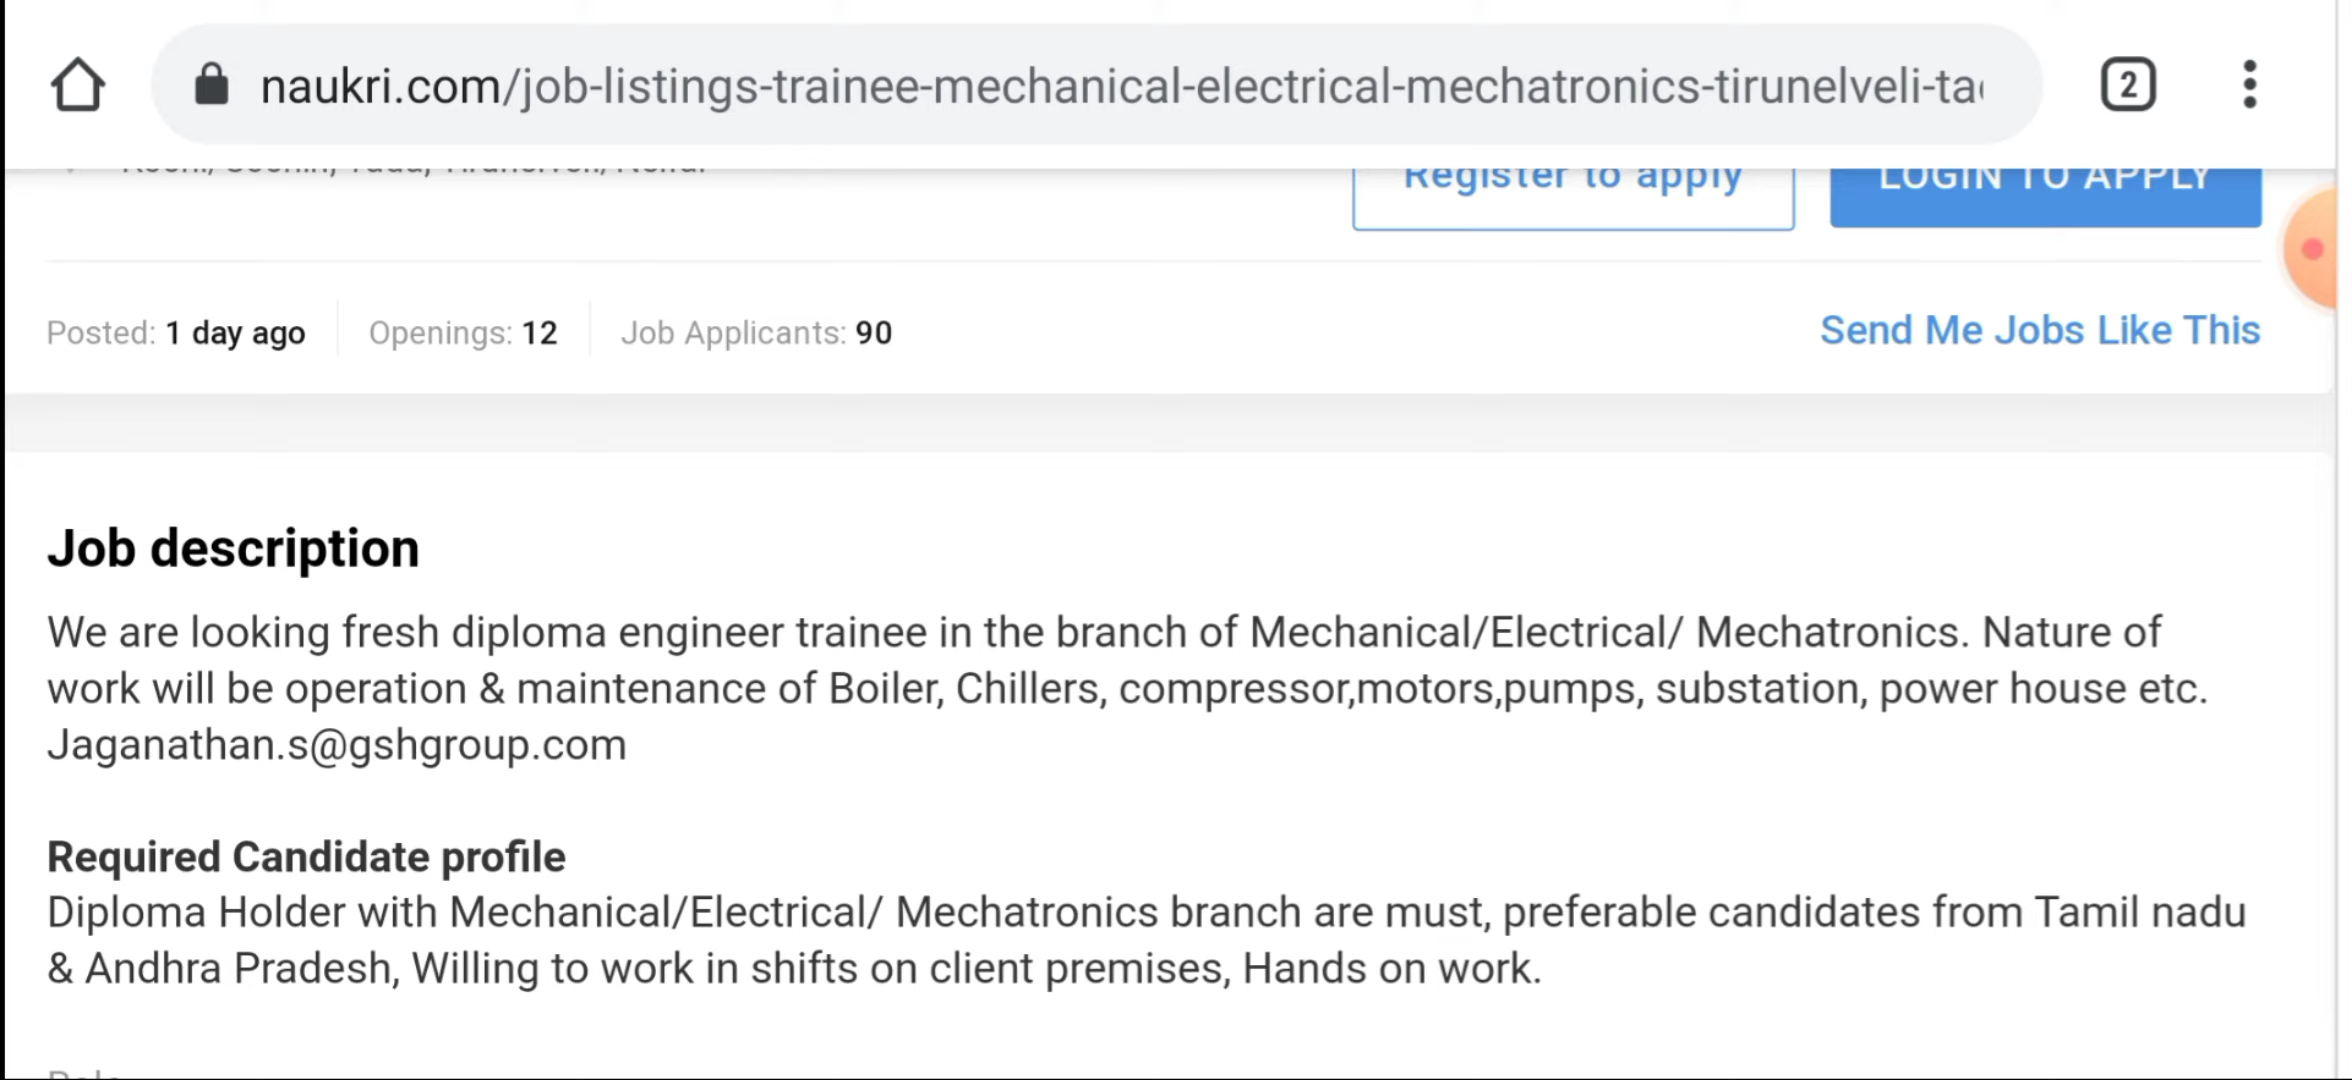 naukri.com/job-listings-trainee-mechanical-electrical-mechatronics-tirunelveli-ta
2
Register to apply
LOGIN TO APPLY
Posted: 1 day ago
Openings: 12
Job Applicants: 90
Send Me Jobs Like This
Job description
We are looking fresh diploma engineer trainee in the branch of Mechanical/Electrical/ Mechatronics. Nature of
work will be operation & maintenance of Boiler, Chillers, compressor,motors,pumps, substation, power house etc.
Jaganathan.s@gshgroup.com
Required Candidate profile
Diploma Holder with Mechanical/Electrical/ Mechatronics branch are must, preferable candidates from Tamil nadu
& Andhra Pradesh, Willing to work in shifts on client premises, Hands on work.